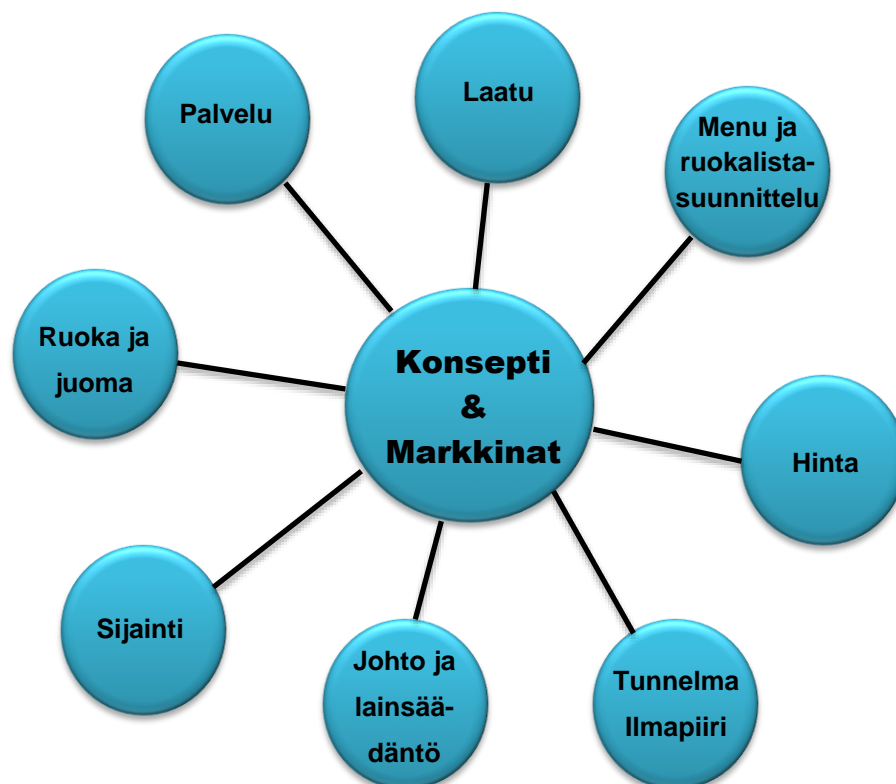 Palvelu
Laatu
Menu ja
ruokalista-
suunnittelu
Ruoka ja
juoma
Konsepti
&
Markkinat
Hinta
Sijainti
Johto ja
lainsää-
däntö
Tunnelma
Ilmapiiri